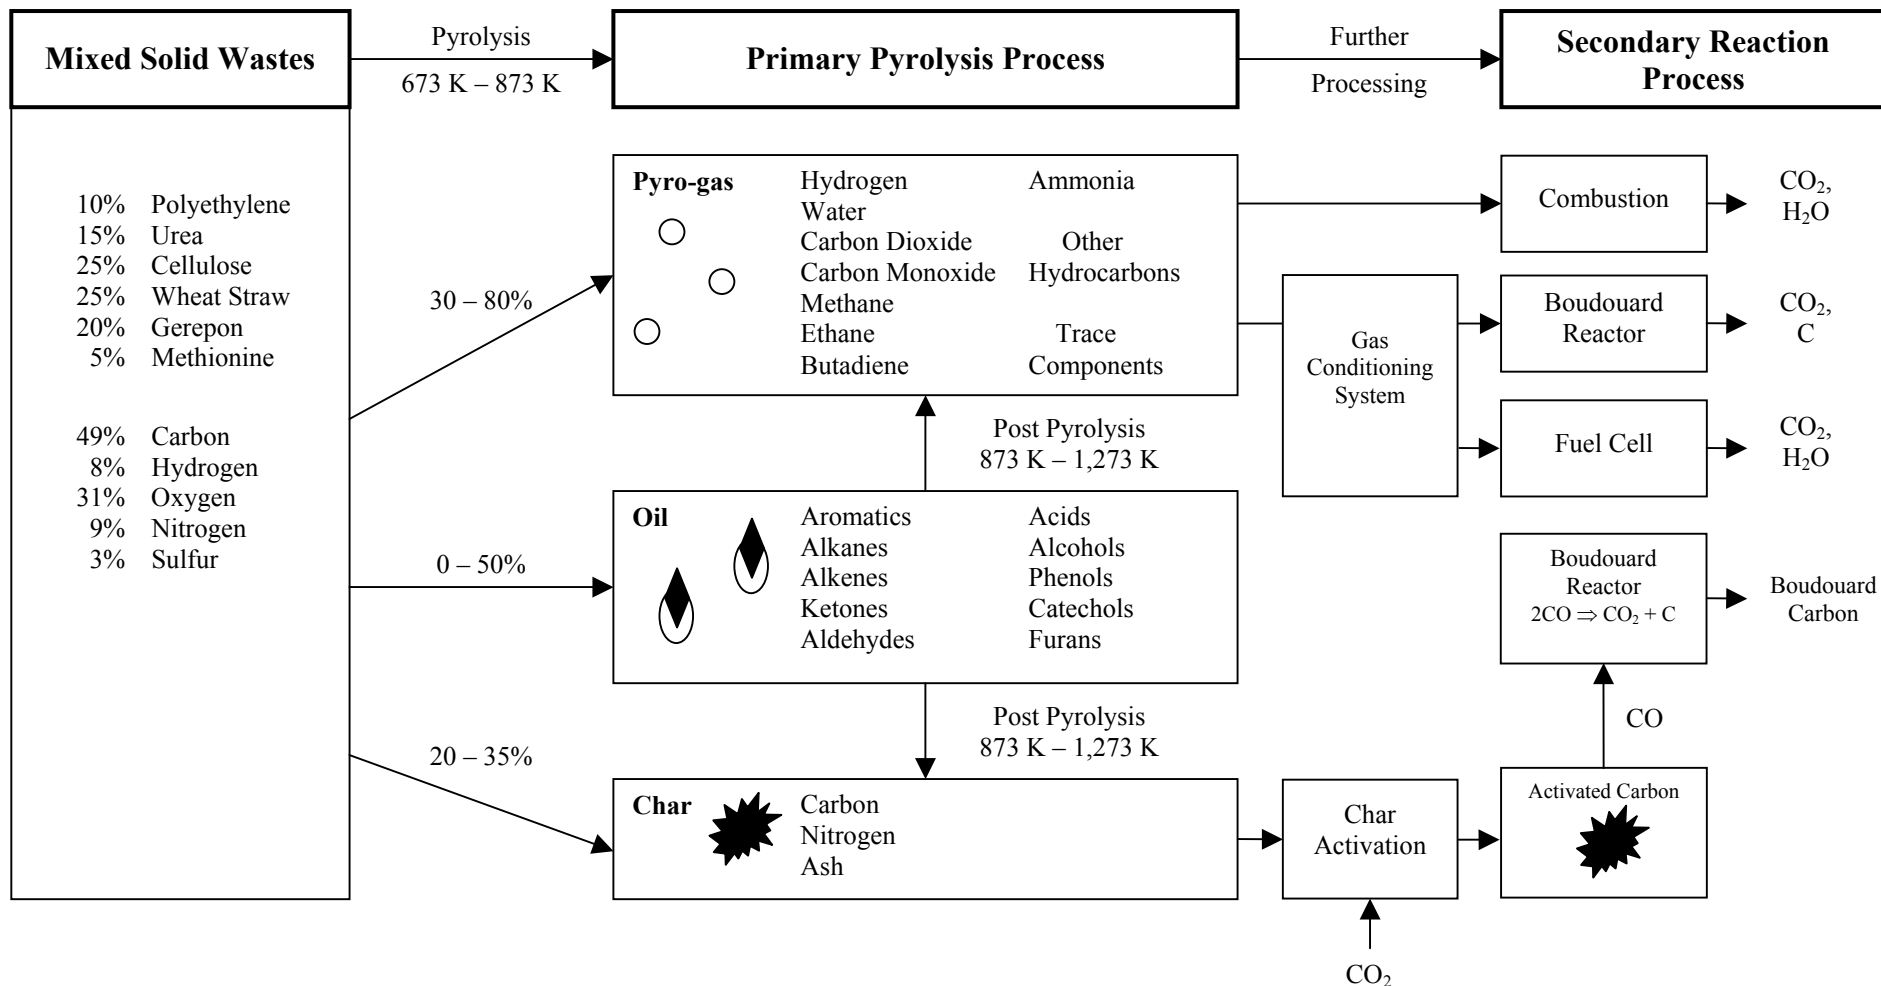 Mixed Solid Wastes
Pyrolysis
673 K – 873 K
Primary Pyrolysis Process
Further
Processing
Secondary Reaction
Process
10% Polyethylene
15% Urea
25% Cellulose
25% Wheat Straw
20% Gerepon
5% Methionine
49% Carbon
8% Hydrogen
31% Oxygen
9% Nitrogen
3% Sulfur
30 – 80%
0 – 50%
20 – 35%
Pyro-gas
Hydrogen
Water
Carbon Dioxide
Carbon Monoxide
Methane
Ethane
Butadiene
Ammonia
Other
Hydrocarbons
Trace
Components
Post Pyrolysis
873 K – 1,273 K
Oil
Aromatics
Alkanes
Alkenes
Ketones
Aldehydes
Acids
Alcohols
Phenols
Catechols
Furans
Post Pyrolysis
873 K – 1,273 K
Char
Carbon
Nitrogen
Ash
Gas
Conditioning
System
Char
Activation
CO₂
Combustion
CO₂,
H₂O
Boudouard
Reactor
CO₂,
C
Fuel Cell
CO₂,
H₂O
Boudouard
Reactor
2CO ⇒ CO₂ + C
Boudouard
Carbon
CO
Activated Carbon